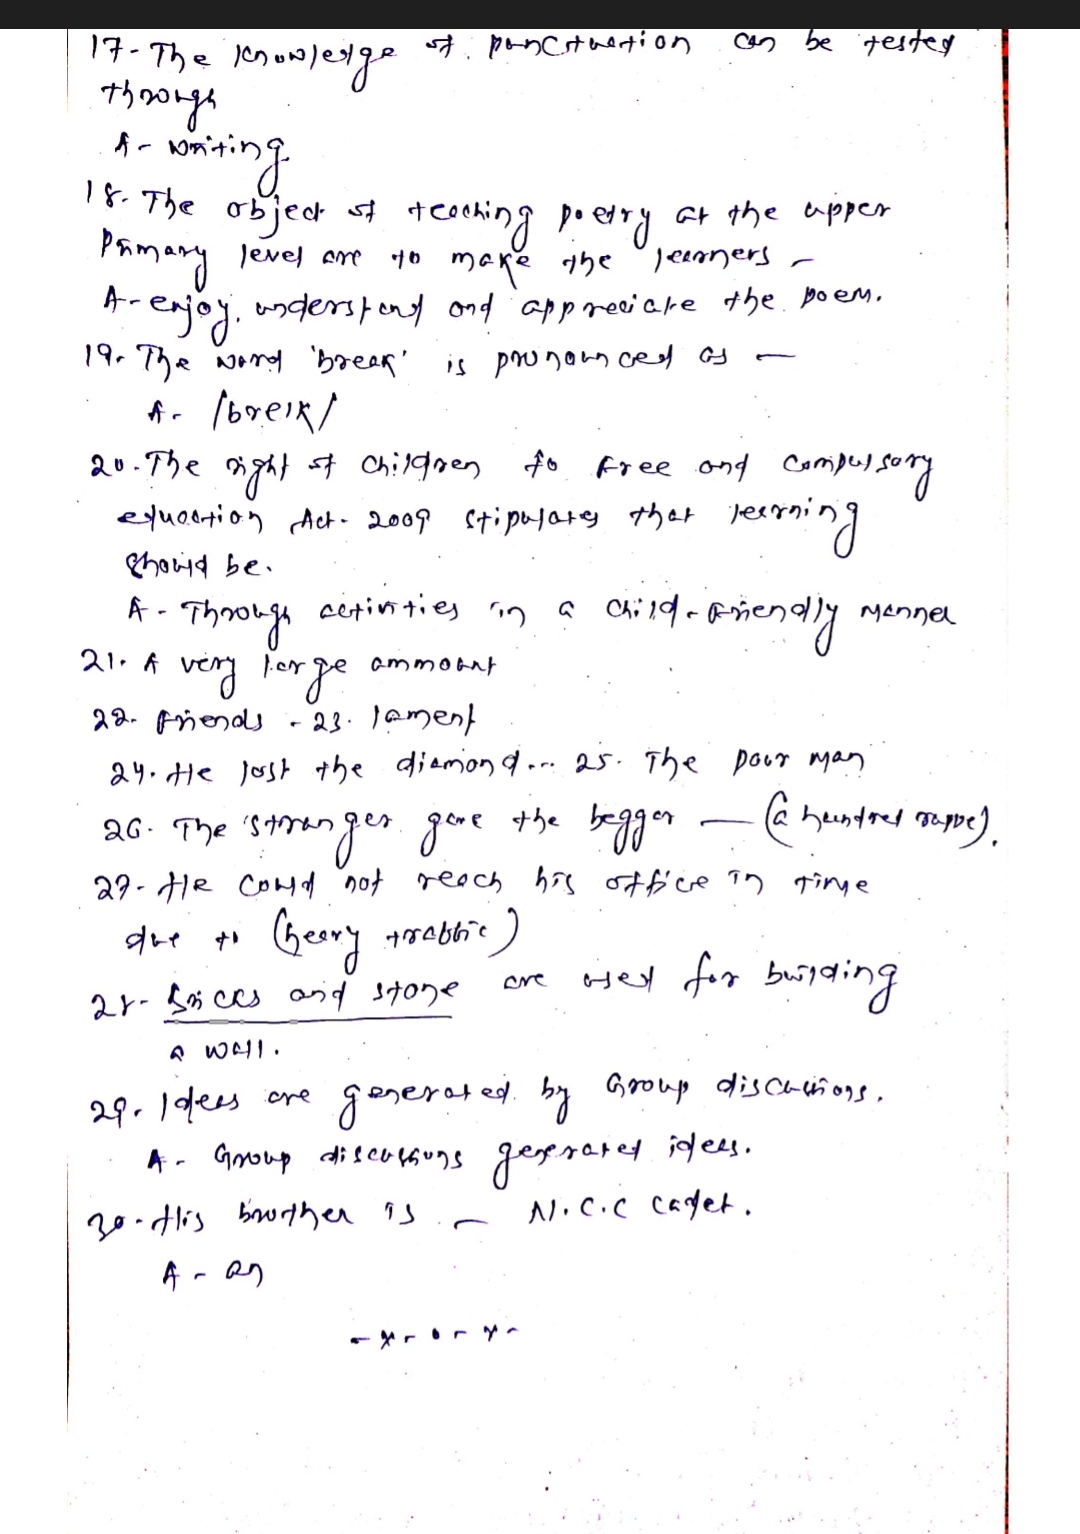 17- The knowledge of punctuation can be tested
through
A- writing
18. The object of teaching poetry at the upper
Primary level are to make the learners -
A- enjoy, understand and appreciate the poem.
19. The word 'break' is pronounced as -
A- /breik/
20. The right of children to free and compulsory
education Act- 2009 stipulates that learning
should be.
A- Through activities in a child-friendly manner
21. A very large ammount
22. Friends - 23. lament
24. He lost the diamond... 25. The poor man
26. The stranger gave the beggar - (a hundred rupee).
27- He could not reach his office in time
due to (heavy traffic)
28- Bricks and stone are used for building
a wall.
29. Ideas are generated by Group discussions.
A- Group discussions generated ideas.
30- His brother is - N.C.C cadet.
A- an
-x-o-x-